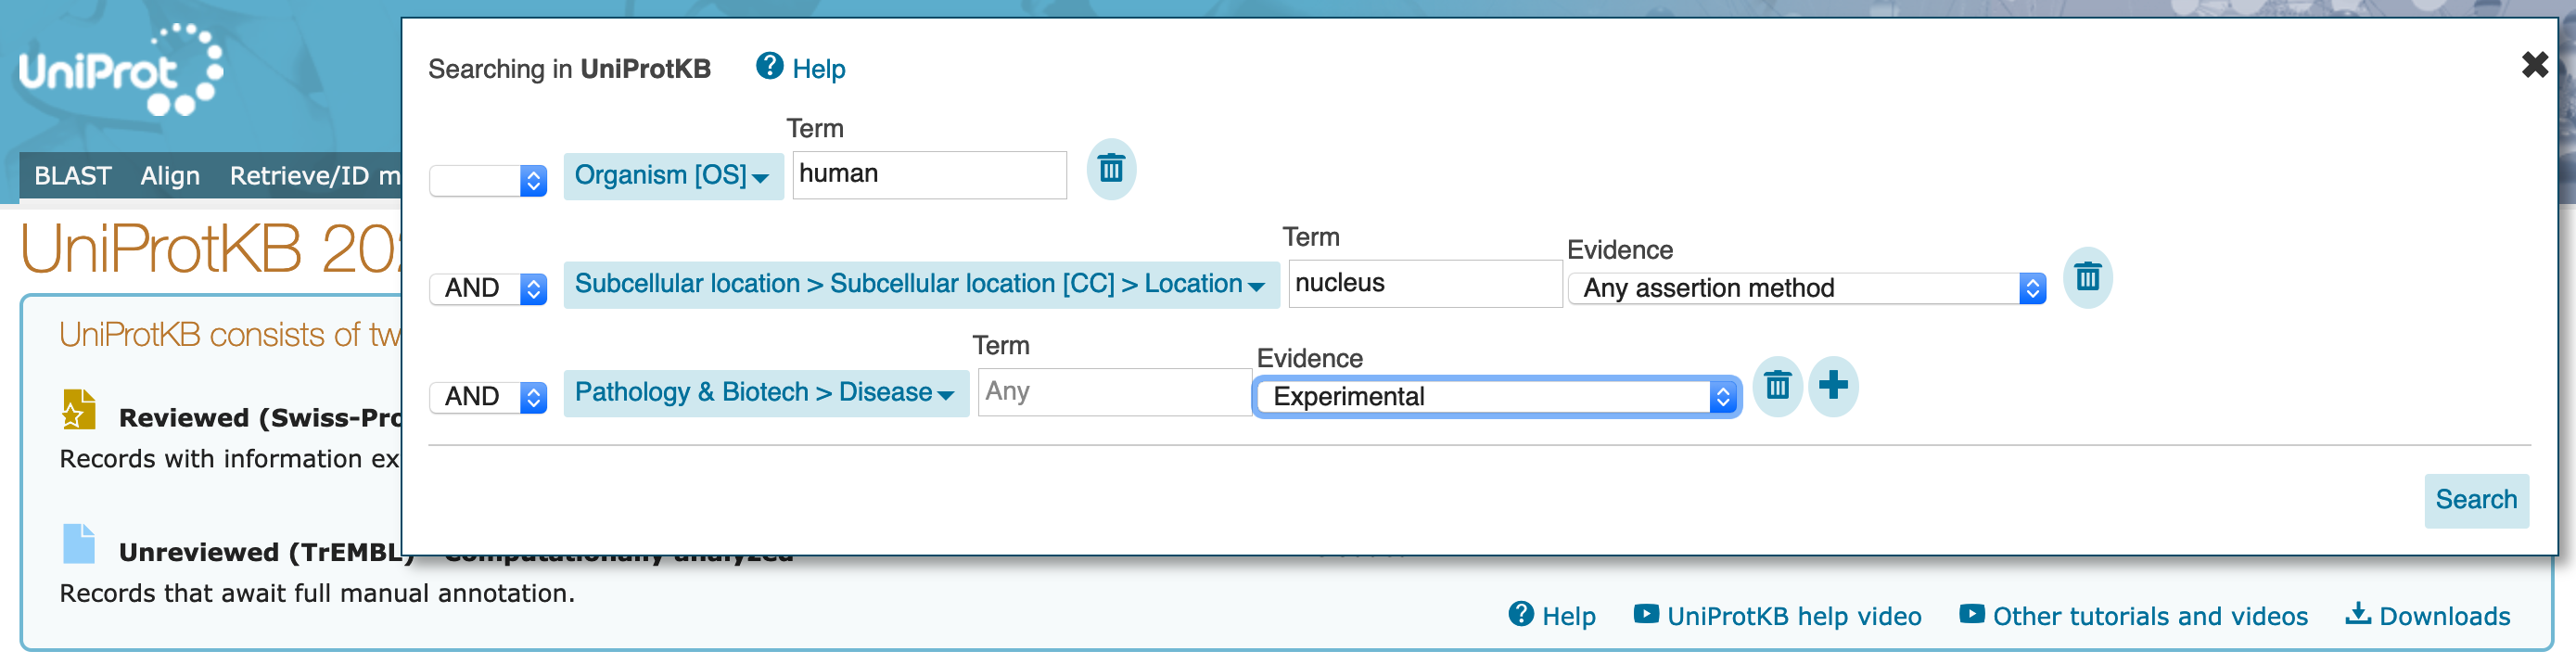 UniProt
Searching in UniProtKB Help
Term
Organism [OS] human
BLAST Align Retrieve/ID m
Term Evidence
UniProtKB 20
AND Subcellular location > Subcellular location [CC] > Location nucleus Any assertion method
UniProtKB consists of tw
Term Evidence
AND Pathology & Biotech > Disease Any Experimental
Reviewed (Swiss-Pro
Records with information ex
Search
Unreviewed (TrEMBL) - Computationally analyzed
Records that await full manual annotation.
Help UniProtKB help video Other tutorials and videos Downloads